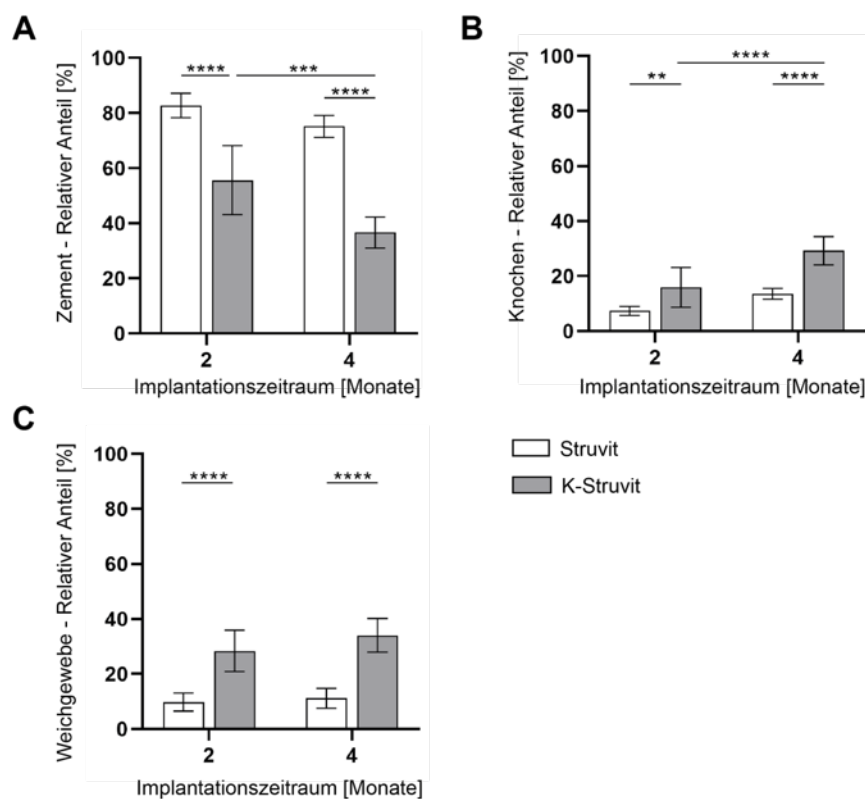 A
Zement - Relativer Anteil [%]
100
80
60
40
20
0
****
***
****
2
4
Implantationszeitraum [Monate]
B
Knochen - Relativer Anteil [%]
100
80
60
40
20
0
****
**
****
2
4
Implantationszeitraum [Monate]
C
Weichgewebe - Relativer Anteil [%]
100
80
60
40
20
0
****
****
2
4
Implantationszeitraum [Monate]
Struvit
K-Struvit